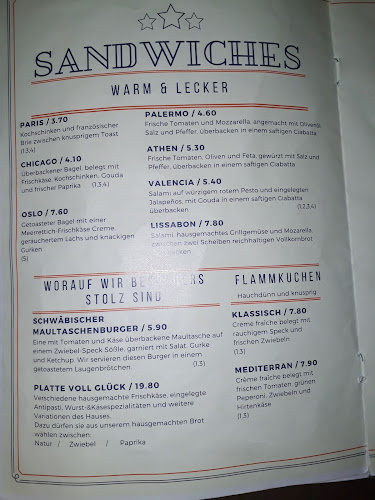 SANDWICHES
WARM & LECKER
PARIS / 3.70
Kochschinken und französischer
Brie zwischen knusprigem Toast
(1,3,4)
CHICAGO / 4.10
Überbackener Bagel, belegt mit
Frischkäse, Kochschinken, Gouda
und frischer Paprika (1,3,4)
OSLO / 7.60
Getoasteter Bagel mit einer
Meerrettich-Frischkäse Creme,
geräuchertem Lachs und knackigen
Gurken
(5)
PALERMO / 4.60
Frische Tomaten und Mozzarella, angemacht mit Olivenöl,
Salz und Pfeffer, überbacken in einem saftigen Ciabatta
ATHEN / 5.30
Frische Tomaten, Oliven und Feta, gewürzt mit Salz und
Pfeffer, überbacken in einem saftigen Ciabatta
VALENCIA / 5.40
Salami auf würzigem rotem Pesto und eingelegten
Jalapeños, mit Gouda in einem saftigen Ciabatta
überbacken (1,2,3,4)
LISSABON / 7.80
Salami, hausgemachtes Grillgemüse und Mozarella,
zwischen zwei Scheiben reichhaltigen Vollkornbrot
WORAUF WIR BESONDERS
STOLZ SIND
SCHWÄBISCHER
MAULTASCHENBURGER / 5.90
Eine mit Tomaten und Käse überbackene Maultasche auf
einem Zwiebel-Speck Sößle, garniert mit Salat, Gurke
und Ketchup. Wir servieren diesen Burger in einem
getoastetem Laugenbrötchen. (1,3)
PLATTE VOLL GLÜCK / 19.80
Verschiedene hausgemachte Frischkäse, eingelegte
Antipasti, Wurst-&Käsespezialitäten und weitere
Variationen des Hauses.
Dazu dürfen sie aus unserem hausgemachten Brot
wählen zwischen:
Natur / Zwiebel / Paprika
FLAMMKUCHEN
Hauchdünn und knusprig
KLASSISCH / 7.80
Crème fraîche belegt mit
rauchigem Speck und
frischen Zwiebeln
(1,3)
MEDITERRAN / 7.90
Crème fraîche belegt mit
frischen Tomaten, grünen
Peperoni, Zwiebeln und
Hirtenkäse
(1,3)